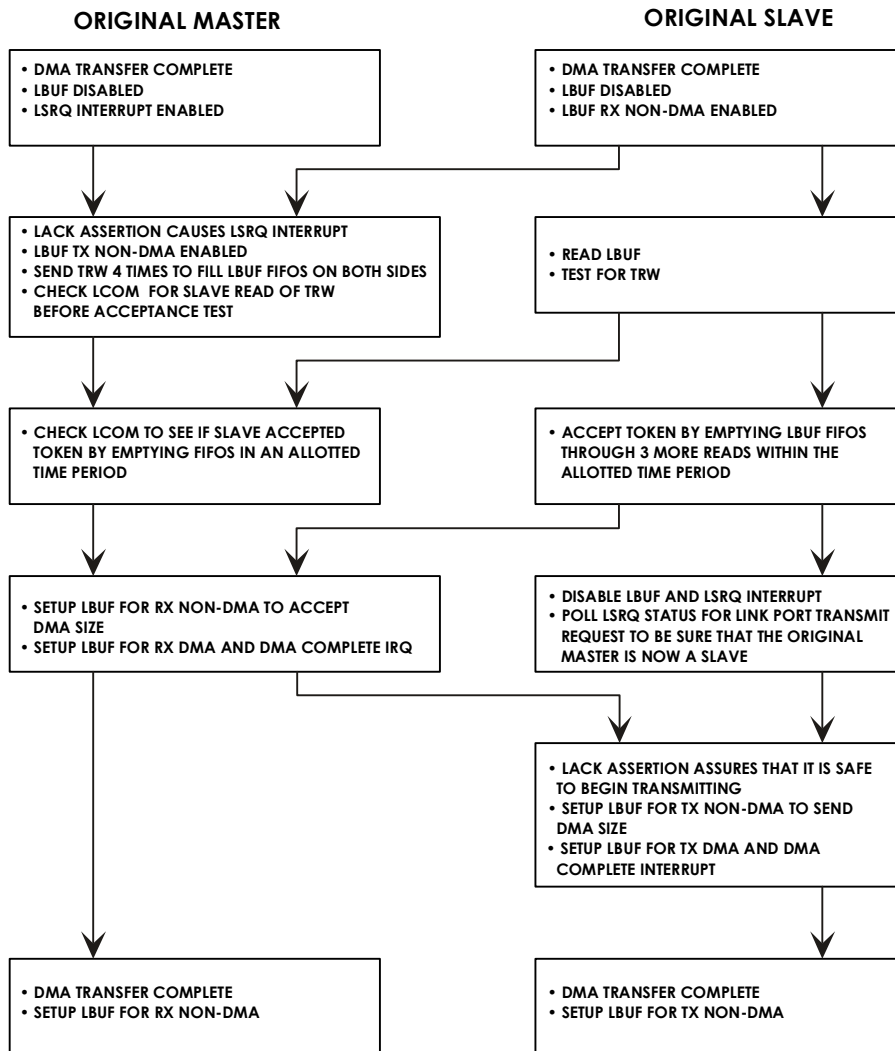 ORIGINAL MASTER
ORIGINAL SLAVE
• DMA TRANSFER COMPLETE
• LBUF DISABLED
• LSRQ INTERRUPT ENABLED
• DMA TRANSFER COMPLETE
• LBUF DISABLED
• LBUF RX NON-DMA ENABLED
• LACK ASSERTION CAUSES LSRQ INTERRUPT
• LBUF TX NON-DMA ENABLED
• SEND TRW 4 TIMES TO FILL LBUF FIFOS ON BOTH SIDES
• CHECK LCOM FOR SLAVE READ OF TRW
BEFORE ACCEPTANCE TEST
• READ LBUF
• TEST FOR TRW
• CHECK LCOM TO SEE IF SLAVE ACCEPTED
TOKEN BY EMPTYING FIFOS IN AN ALLOTTED
TIME PERIOD
• ACCEPT TOKEN BY EMPTYING LBUF FIFOS
THROUGH 3 MORE READS WITHIN THE
ALLOTTED TIME PERIOD
• SETUP LBUF FOR RX NON-DMA TO ACCEPT
DMA SIZE
• SETUP LBUF FOR RX DMA AND DMA COMPLETE IRQ
• DISABLE LBUF AND LSRQ INTERRUPT
• POLL LSRQ STATUS FOR LINK PORT TRANSMIT
REQUEST TO BE SURE THAT THE ORIGINAL
MASTER IS NOW A SLAVE
• LACK ASSERTION ASSURES THAT IT IS SAFE
TO BEGIN TRANSMITTING
• SETUP LBUF FOR TX NON-DMA TO SEND
DMA SIZE
• SETUP LBUF FOR TX DMA AND DMA
COMPLETE INTERRUPT
• DMA TRANSFER COMPLETE
• SETUP LBUF FOR RX NON-DMA
• DMA TRANSFER COMPLETE
• SETUP LBUF FOR TX NON-DMA